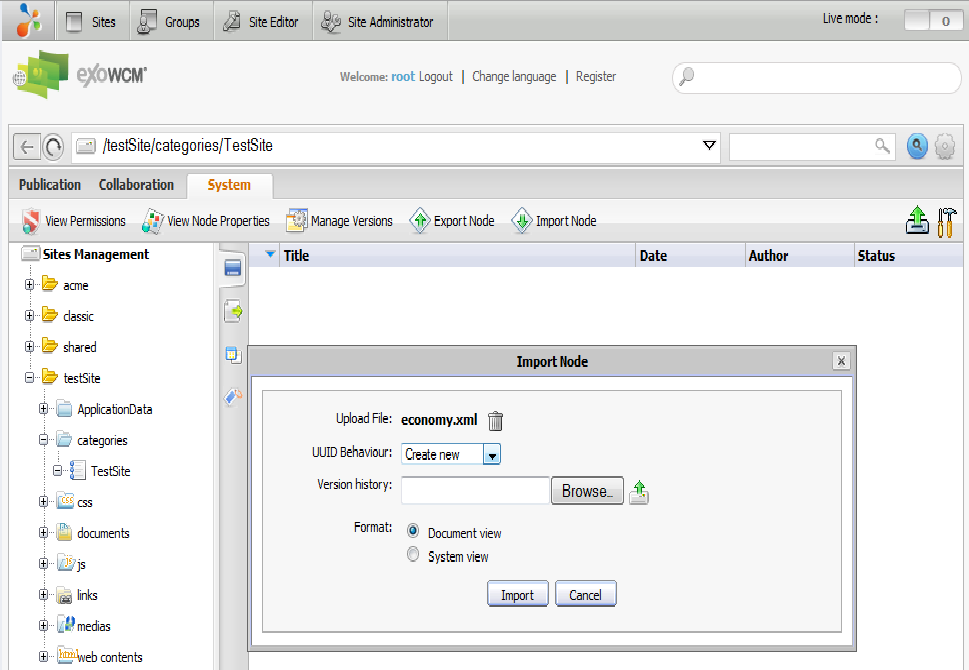 Sites Groups Site Editor Site Administrator Live mode : 0
exoWCM
Welcome: root Logout | Change language | Register
/testSite/categories/TestSite
Publication Collaboration System
View Permissions View Node Properties Manage Versions Export Node Import Node
Sites Management
Title Date Author Status
acme
classic
shared
testSite
ApplicationData
categories
TestSite
css
documents
js
links
medias
web contents
Import Node
Upload File: economy.xml
UUID Behaviour: Create new
Version history: Browse...
Format: Document view
System view
Import Cancel